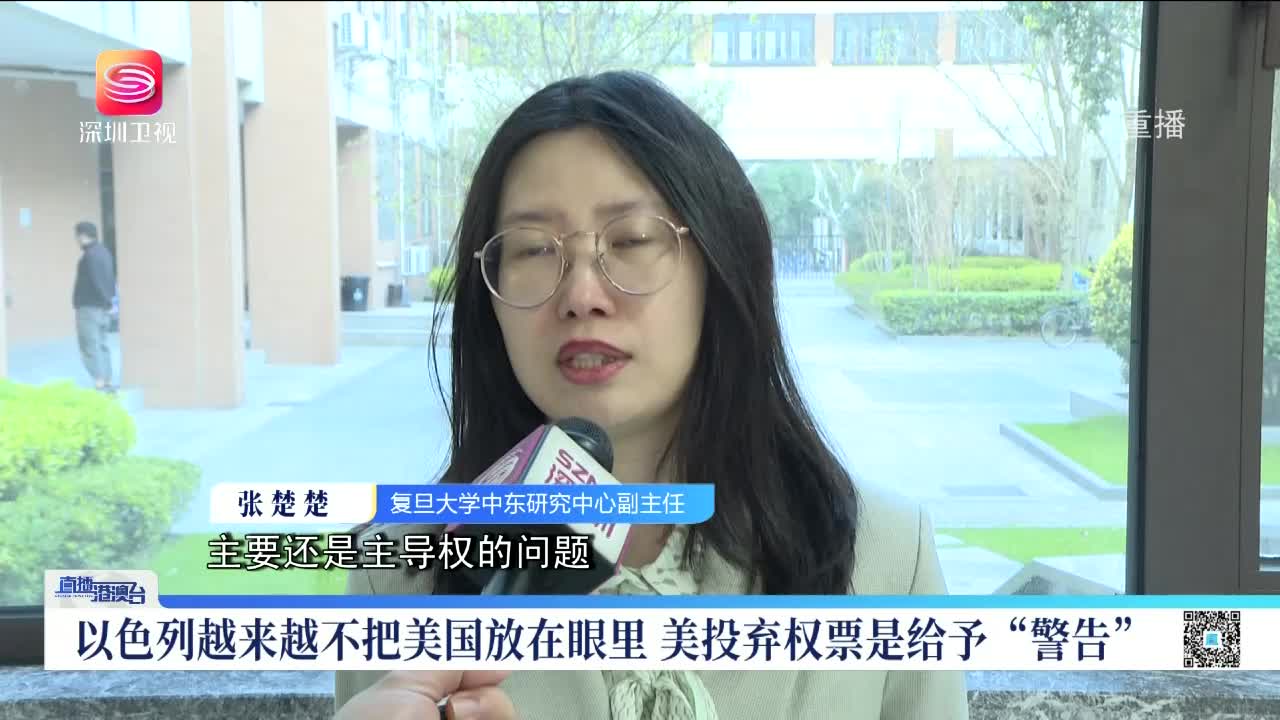 深圳卫视
重播
张楚楚
复旦大学中东研究中心副主任
主要还是主导权的问题
直播港澳台
以色列越来越不把美国放在眼里 美投弃权票是给予“警告”